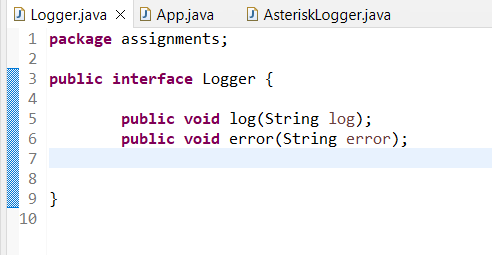 Logger.java App.java AsteriskLogger.java
1 package assignments;
2
3 public interface Logger {
4
5 public void log(String log);
6 public void error(String error);
7
8
9 }
10